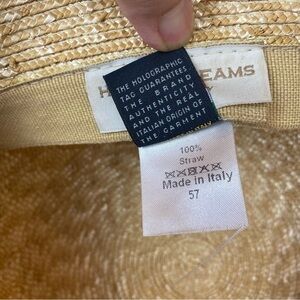 EAMS
THE HOLOGRAPHIC
TAG GUARANTEES
THE BRAND
AUTHENTICITY
AND THE REAL
ITALIAN ORIGIN OF
THE GARMENT
100%
Straw
Made in Italy
57